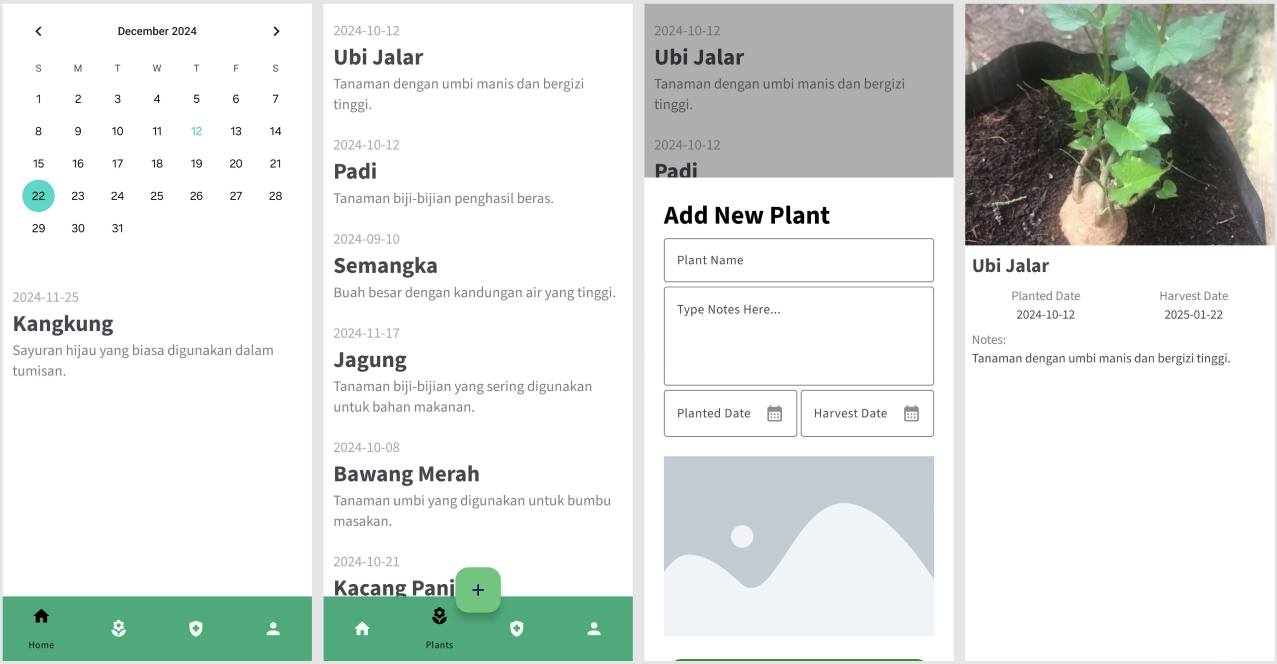 December 2024
S M T W T F S
1 2 3 4 5 6 7
8 9 10 11 12 13 14
15 16 17 18 19 20 21
22 23 24 25 26 27 28
29 30 31
2024-11-25
Kangkung
Sayuran hijau yang biasa digunakan dalam
tumisan.
Home
2024-10-12
Ubi Jalar
Tanaman dengan umbi manis dan bergizi
tinggi.
2024-10-12
Padi
Tanaman biji-bijian penghasil beras.
2024-09-10
Semangka
Buah besar dengan kandungan air yang tinggi.
2024-11-17
Jagung
Tanaman biji-bijian yang sering digunakan
untuk bahan makanan.
2024-10-08
Bawang Merah
Tanaman umbi yang digunakan untuk bumbu
masakan.
2024-10-21
Kacang Panj
+
Plants
2024-10-12
Ubi Jalar
Tanaman dengan umbi manis dan bergizi
tinggi.
2024-10-12
Padi
Add New Plant
Plant Name
Type Notes Here...
Planted Date Harvest Date
Ubi Jalar
Planted Date Harvest Date
2024-10-12 2025-01-22
Notes:
Tanaman dengan umbi manis dan bergizi tinggi.